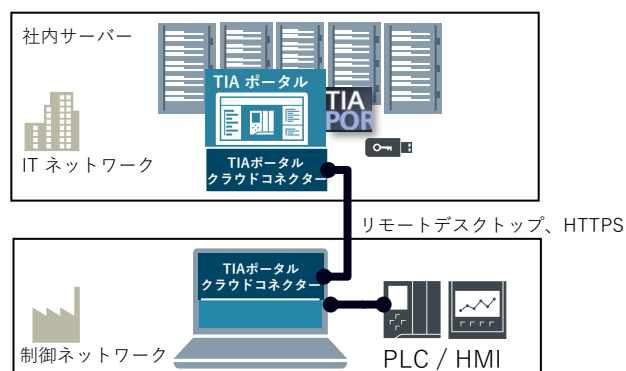 社内サーバー
TIA ポータル
TIA
POR
TIAポータル
クラウドコネクター
IT ネットワーク
リモートデスクトップ、HTTPS
TIAポータル
クラウドコネクター
制御ネットワーク
PLC / HMI